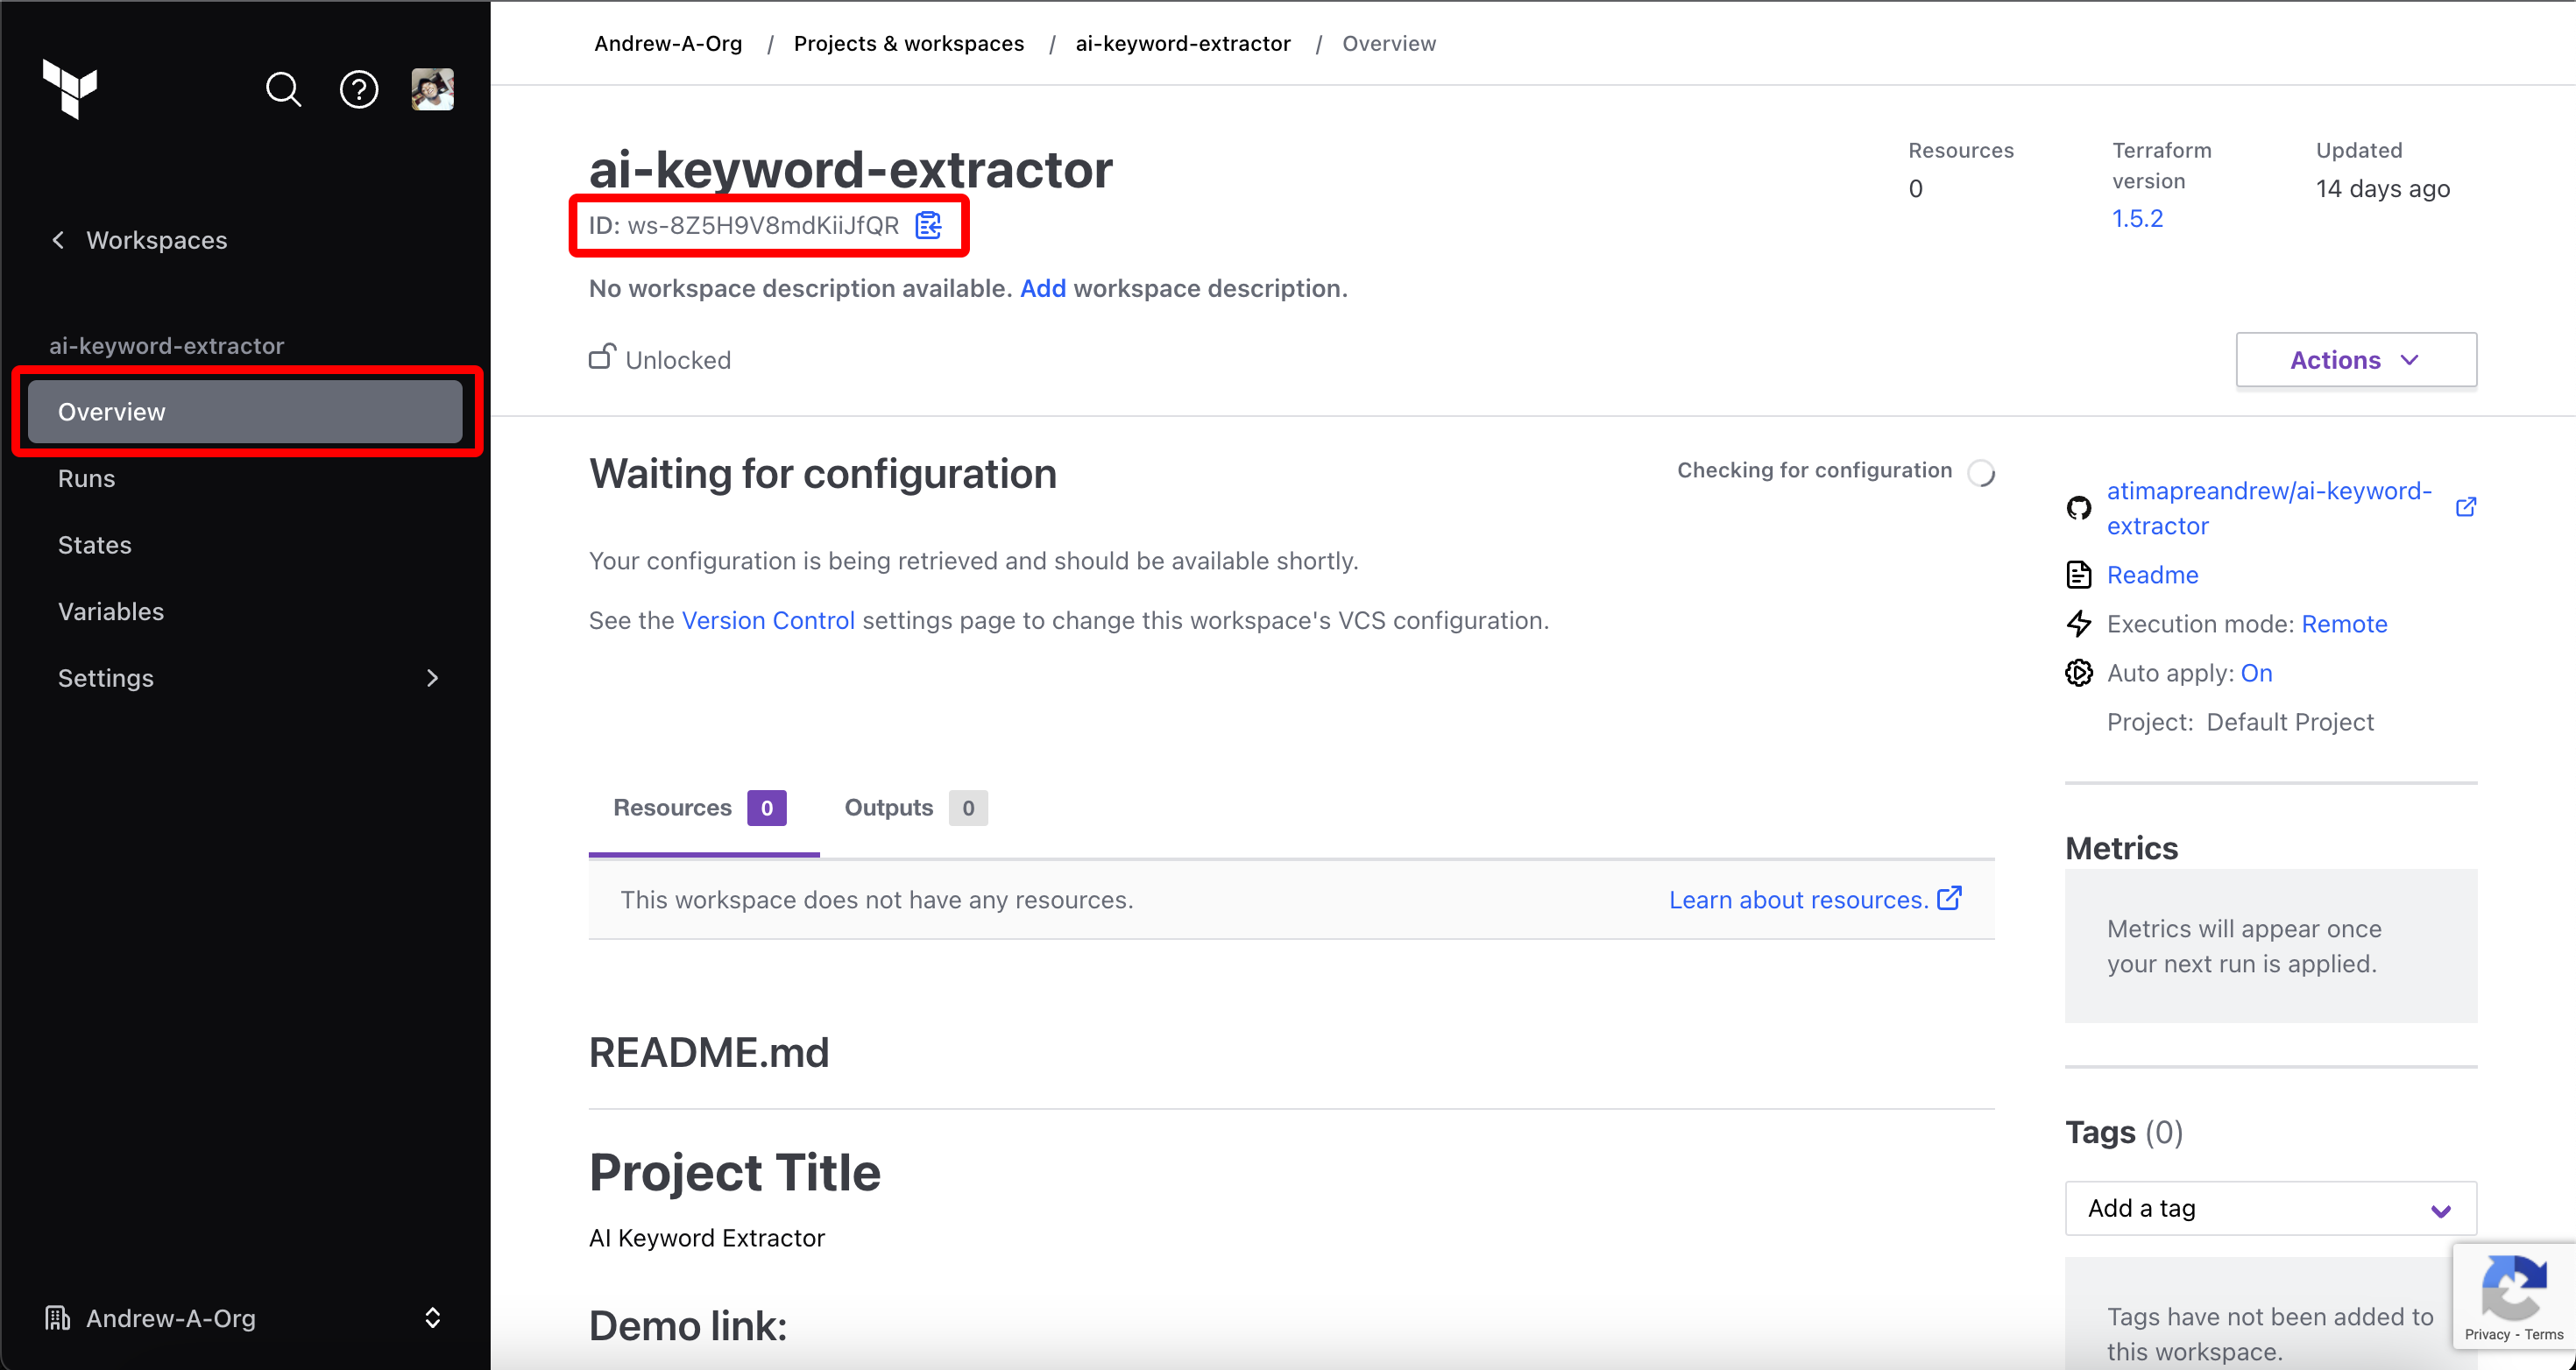 Andrew-A-Org / Projects & workspaces / ai-keyword-extractor / Overview
Workspaces
ai-keyword-extractor
Overview
Runs
States
Variables
Settings
Andrew-A-Org
ai-keyword-extractor
ID: ws-8Z5H9V8mdKiiJfQR
No workspace description available. Add workspace description.
Unlocked
Resources
0
Terraform
version
1.5.2
Updated
14 days ago
Actions
Waiting for configuration
Checking for configuration
Your configuration is being retrieved and should be available shortly.
See the Version Control settings page to change this workspace's VCS configuration.
Resources 0 Outputs 0
This workspace does not have any resources. Learn about resources.
README.md
Project Title
AI Keyword Extractor
Demo link:
atimapreandrew/ai-keyword-
extractor
Readme
Execution mode: Remote
Auto apply: On
Project: Default Project
Metrics
Metrics will appear once
your next run is applied.
Tags (0)
Add a tag
Tags have not been added to
this workspace.
Privacy - Terms